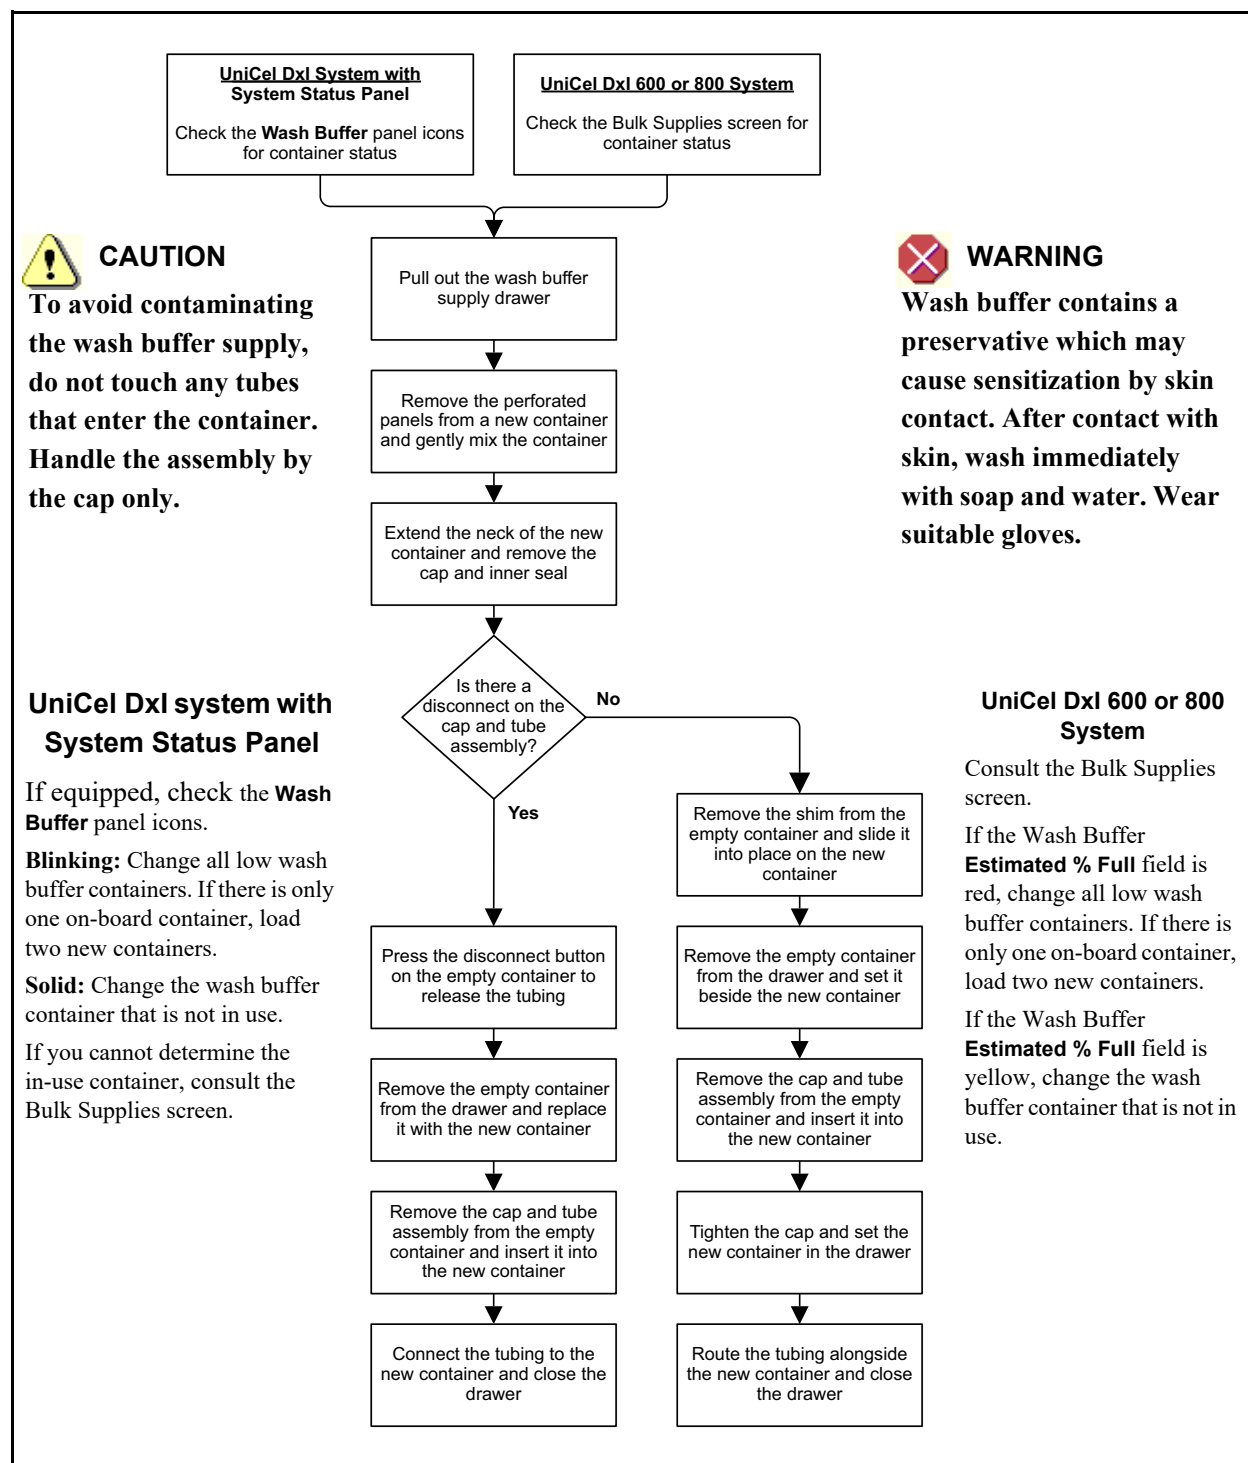 UniCel DxI System with
System Status Panel
Check the Wash Buffer panel icons
for container status
UniCel DxI 600 or 800 System
Check the Bulk Supplies screen for
container status
CAUTION
To avoid contaminating
the wash buffer supply,
do not touch any tubes
that enter the container.
Handle the assembly by
the cap only.
Pull out the wash buffer
supply drawer
WARNING
Wash buffer contains a
preservative which may
cause sensitization by skin
contact. After contact with
skin, wash immediately
with soap and water. Wear
suitable gloves.
Remove the perforated
panels from a new container
and gently mix the container
Extend the neck of the new
container and remove the
cap and inner seal
Is there a
disconnect on the
cap and tube
assembly?
No
Yes
UniCel DxI system with
System Status Panel
If equipped, check the Wash
Buffer panel icons.
Blinking: Change all low wash
buffer containers. If there is only
one on-board container, load
two new containers.
Solid: Change the wash buffer
container that is not in use.
If you cannot determine the
in-use container, consult the
Bulk Supplies screen.
Press the disconnect button
on the empty container to
release the tubing
Remove the empty container
from the drawer and replace
it with the new container
Remove the cap and tube
assembly from the empty
container and insert it into
the new container
Connect the tubing to the
new container and close the
drawer
Remove the shim from the
empty container and slide it
into place on the new
container
Remove the empty container
from the drawer and set it
beside the new container
Remove the cap and tube
assembly from the empty
container and insert it into
the new container
Tighten the cap and set the
new container in the drawer
Route the tubing alongside
the new container and close
the drawer
UniCel DxI 600 or 800
System
Consult the Bulk Supplies
screen.
If the Wash Buffer
Estimated % Full field is
red, change all low wash
buffer containers. If there is
only one on-board container,
load two new containers.
If the Wash Buffer
Estimated % Full field is
yellow, change the wash
buffer container that is not in
use.